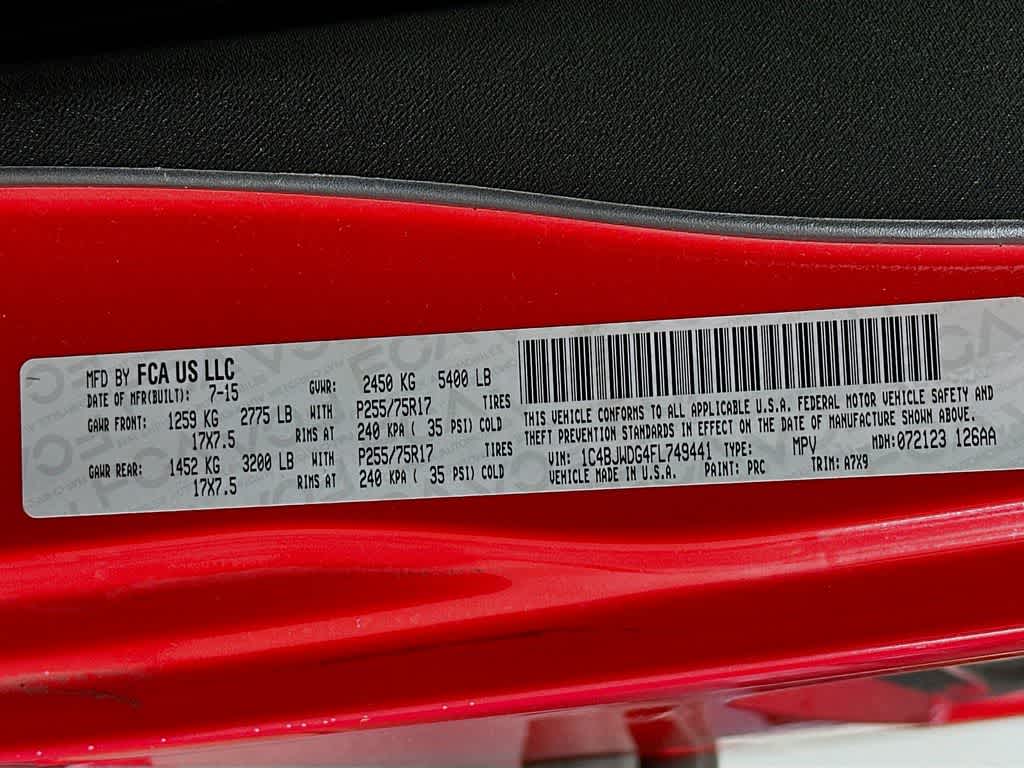 MFD BY FCA US LLC
DATE OF MFR(BUILT): 7-15
GVWR: 2450 KG 5400 LB
GAWR FRONT: 1259 KG 2775 LB WITH P255/75R17 TIRES
17X7.5 RIMS AT 240 KPA ( 35 PSI) COLD
GAWR REAR: 1452 KG 3200 LB WITH P255/75R17 TIRES
17X7.5 RIMS AT 240 KPA ( 35 PSI) COLD
THIS VEHICLE CONFORMS TO ALL APPLICABLE U.S.A. FEDERAL MOTOR VEHICLE SAFETY AND
THEFT PREVENTION STANDARDS IN EFFECT ON THE DATE OF MANUFACTURE SHOWN ABOVE.
VIN: 1C4BJWDG4FL749441 TYPE: MPV MDH: 072123 126AA
VEHICLE MADE IN U.S.A. PAINT: PRC TRIM: A7X9